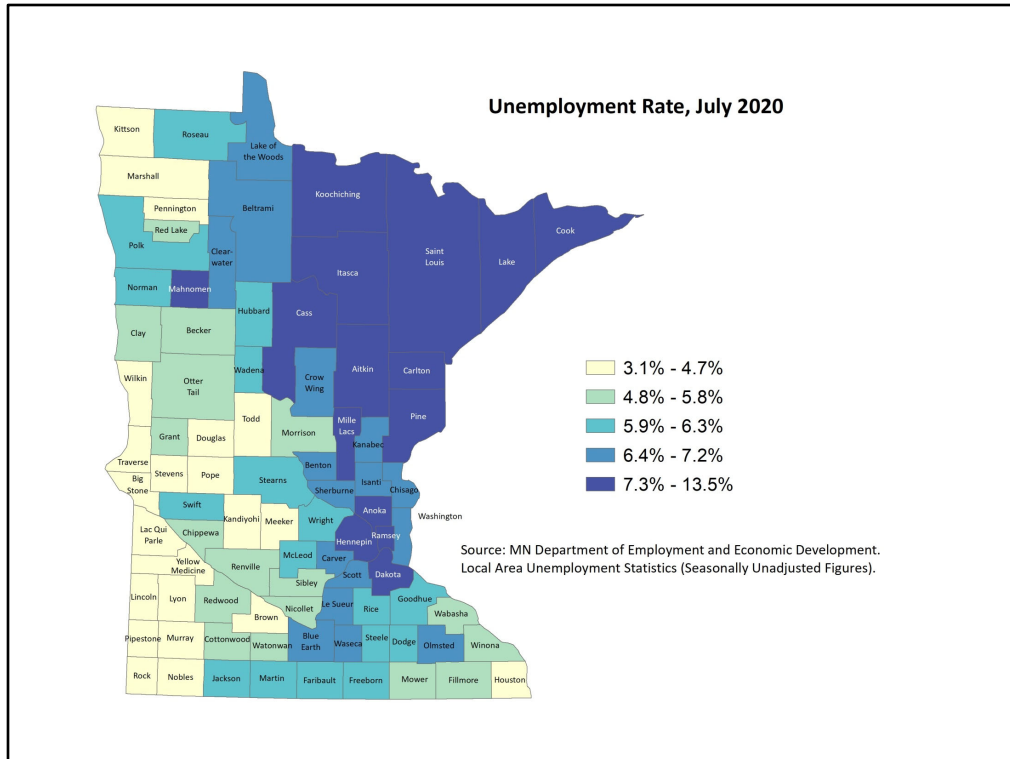 Unemployment Rate, July 2020
Kittson
Roseau
Lake of
the Woods
Marshall
Koochiching
Pennington
Beltrami
Red Lake
Cook
Polk
Clear-
water
Saint
Louis
Lake
Itasca
Norman
Mahnomen
Hubbard
Cass
Clay
Becker
Wadena
Crow
Wing
Aitkin
Carlton
Wilkin
Otter
Tail
Todd
Mille
Lacs
Pine
Grant
Douglas
Morrison
Kanabec
Traverse
Stevens
Pope
Benton
Isanti
Big
Stone
Stearns
Sherburne
Chisago
Swift
Anoka
Washington
Kandiyohi
Meeker
Wright
Lac Qui
Parle
Chippewa
Hennepin
Ramsey
McLeod
Carver
Yellow
Medicine
Renville
Scott
Dakota
Sibley
Lincoln
Lyon
Redwood
Nicollet
Le Sueur
Rice
Goodhue
Wabasha
Brown
Pipestone
Murray
Cottonwood
Watonwan
Blue
Earth
Waseca
Steele
Dodge
Olmsted
Winona
Rock
Nobles
Jackson
Martin
Faribault
Freeborn
Mower
Fillmore
Houston
3.1% - 4.7%
4.8% - 5.8%
5.9% - 6.3%
6.4% - 7.2%
7.3% - 13.5%
Source: MN Department of Employment and Economic Development.
Local Area Unemployment Statistics (Seasonally Unadjusted Figures).